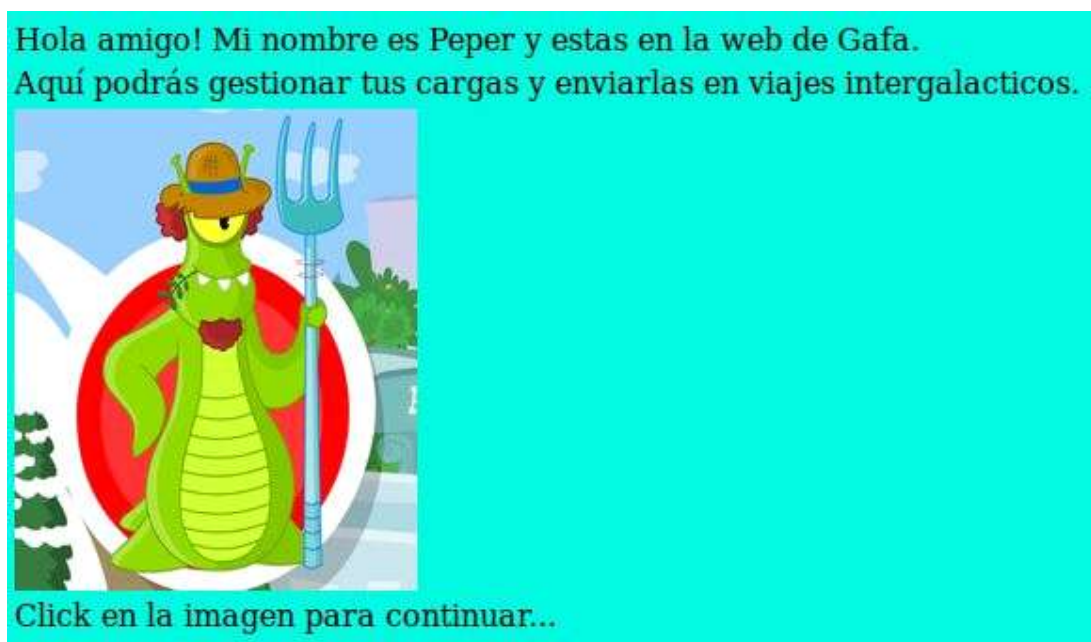 Hola amigo! Mi nombre es Peper y estas en la web de Gafa.
Aquí podrás gestionar tus cargas y enviarlas en viajes intergalacticos.
Click en la imagen para continuar...